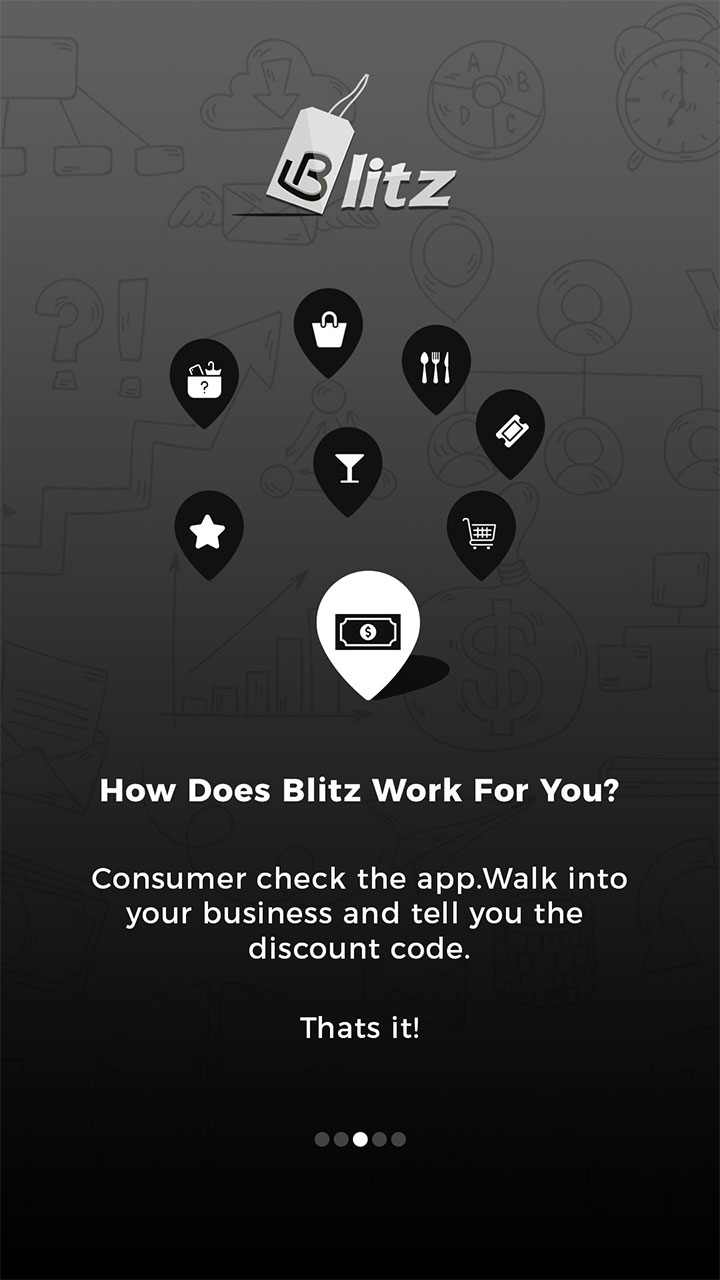 Blitz
A
B
D
C
?
!
?
$
$
How Does Blitz Work For You?
Consumer check the app.Walk into
your business and tell you the
discount code.
Thats it!